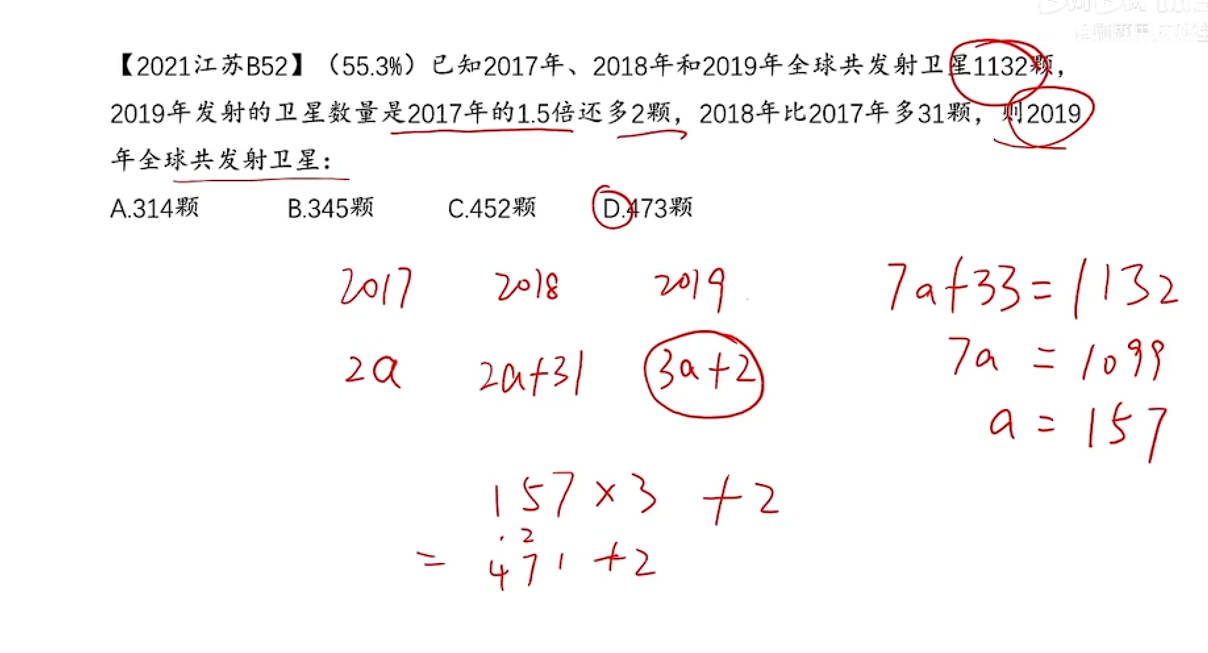 【2021江苏B52】（55.3%）已知2017年、2018年和2019年全球共发射卫星1132颗，
2019年发射的卫星数量是2017年的1.5倍还多2颗，2018年比2017年多31颗，则2019
年全球共发射卫星：
A.314颗 B.345颗 C.452颗 D.473颗
2017 2018 2019
7a+33=1132
2a 2a+31 3a+2
7a = 1099
a = 157
157×3 +2
2
= 471 +2